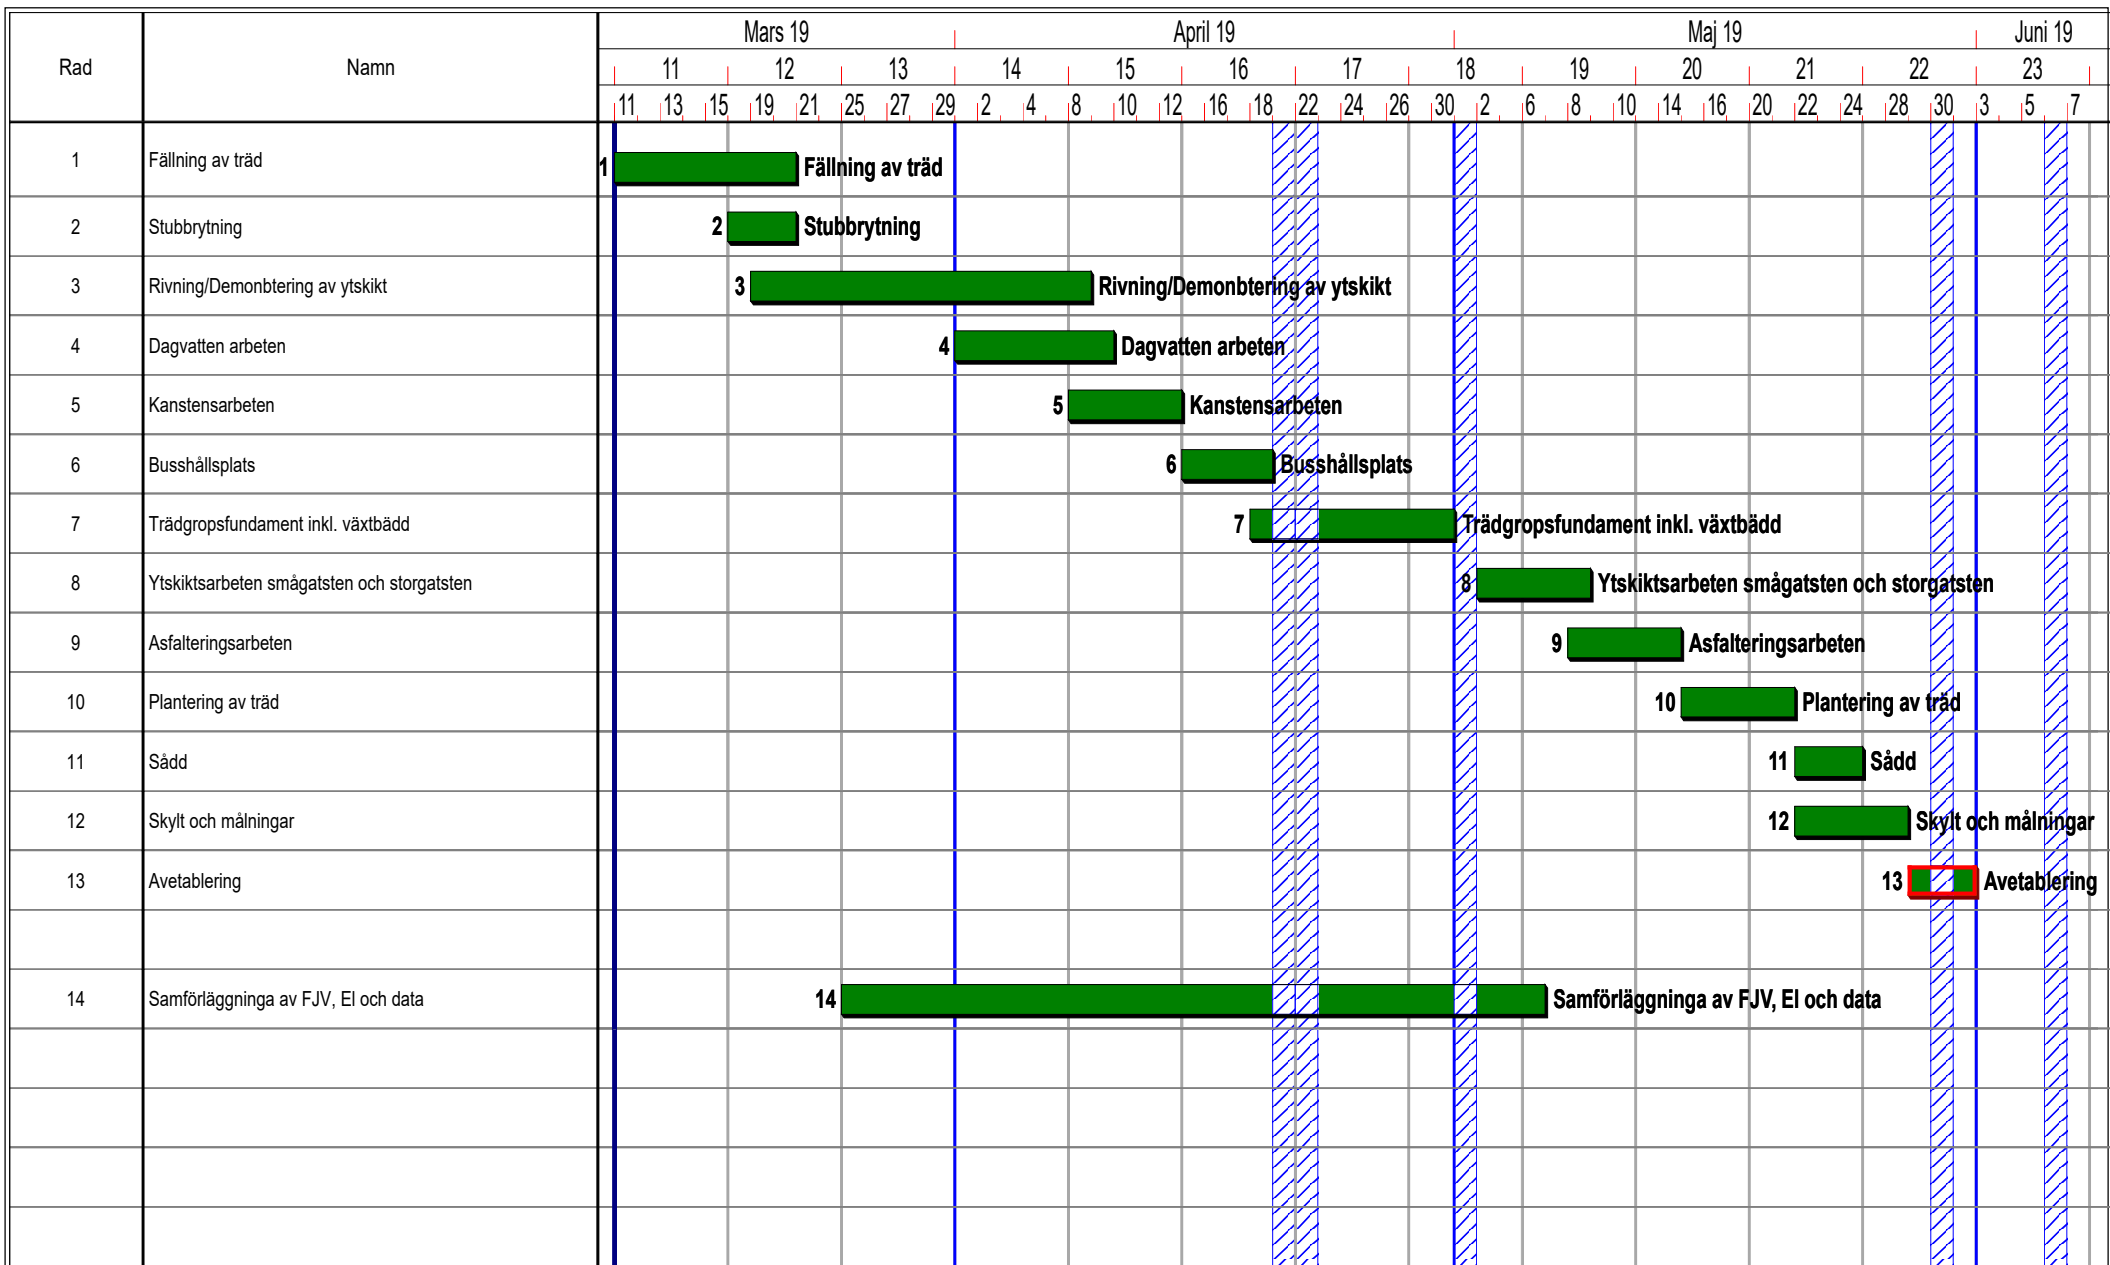 Mars 19 April 19 Maj 19 Juni 19
Rad Namn
11 12 13 14 15 16 17 18 19 20 21 22 23
11 13 15 19 21 25 27 29 2 4 8 10 12 16 18 22 24 26 30 2 6 8 10 14 16 20 22 24 28 30 3 5 7
1 Fällning av träd 1 Fällning av träd
2 Stubbrytning 2 Stubbrytning
3 Rivning/Demonbtering av ytskikt 3 Rivning/Demonbtering av ytskikt
4 Dagvatten arbeten 4 Dagvatten arbeten
5 Kanstensarbeten 5 Kanstensarbeten
6 Busshållsplats 6 Busshållsplats
7 Trädgropsfundament inkl. växtbädd 7 Trädgropsfundament inkl. växtbädd
8 Ytskiktsarbeten smågatsten och storgatsten 8 Ytskiktsarbeten smågatsten och storgatsten
9 Asfalteringsarbeten 9 Asfalteringsarbeten
10 Plantering av träd 10 Plantering av träd
11 Sådd 11 Sådd
12 Skylt och målningar 12 Skylt och målningar
13 Avetablering 13 Avetablering
14 Samförläggninga av FJV, El och data 14 Samförläggninga av FJV, El och data